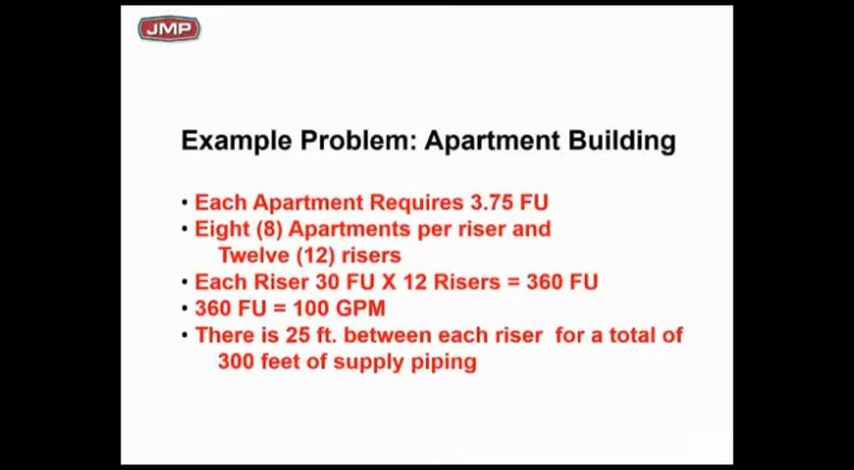 JMP
Example Problem: Apartment Building
• Each Apartment Requires 3.75 FU
• Eight (8) Apartments per riser and
Twelve (12) risers
• Each Riser 30 FU X 12 Risers = 360 FU
• 360 FU = 100 GPM
• There is 25 ft. between each riser for a total of
300 feet of supply piping